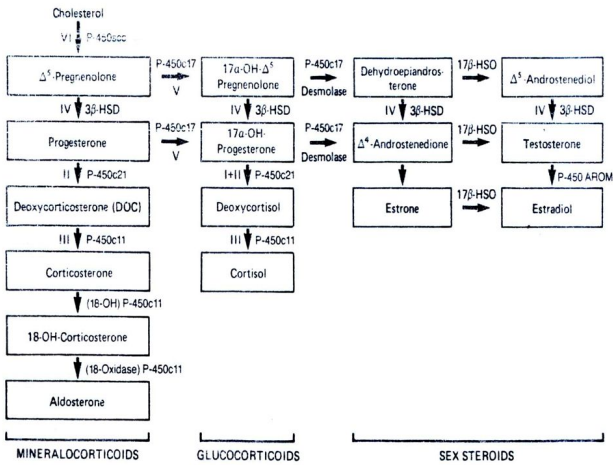 Cholesterol
VI P-450scc
Δ⁵-Pregnenolone
P-450c17
V
17α-OH-Δ⁵
Pregnenolone
P-450c17
Desmolase
Dehydroepiandros-
terone
17β-HSO
Δ⁵-Androstenediol
IV 3β-HSD
IV 3β-HSD
IV 3β-HSD
IV 3β-HSD
Progesterone
P-450c17
V
17α-OH-
Progesterone
P-450c17
Desmolase
Δ⁴-Androstenedione
17β-HSO
Testosterone
II P-450c21
I+II P-450c21
P-450 AROM
Deoxycorticosterone (DOC)
Deoxycortisol
Estrone
17β-HSO
Estradiol
III P-450c11
III P-450c11
Corticosterone
Cortisol
(18-OH) P-450c11
18-OH-Corticosterone
(18-Oxidase) P-450c11
Aldosterone
MINERALOCORTICOIDS
GLUCOCORTICOIDS
SEX STEROIDS